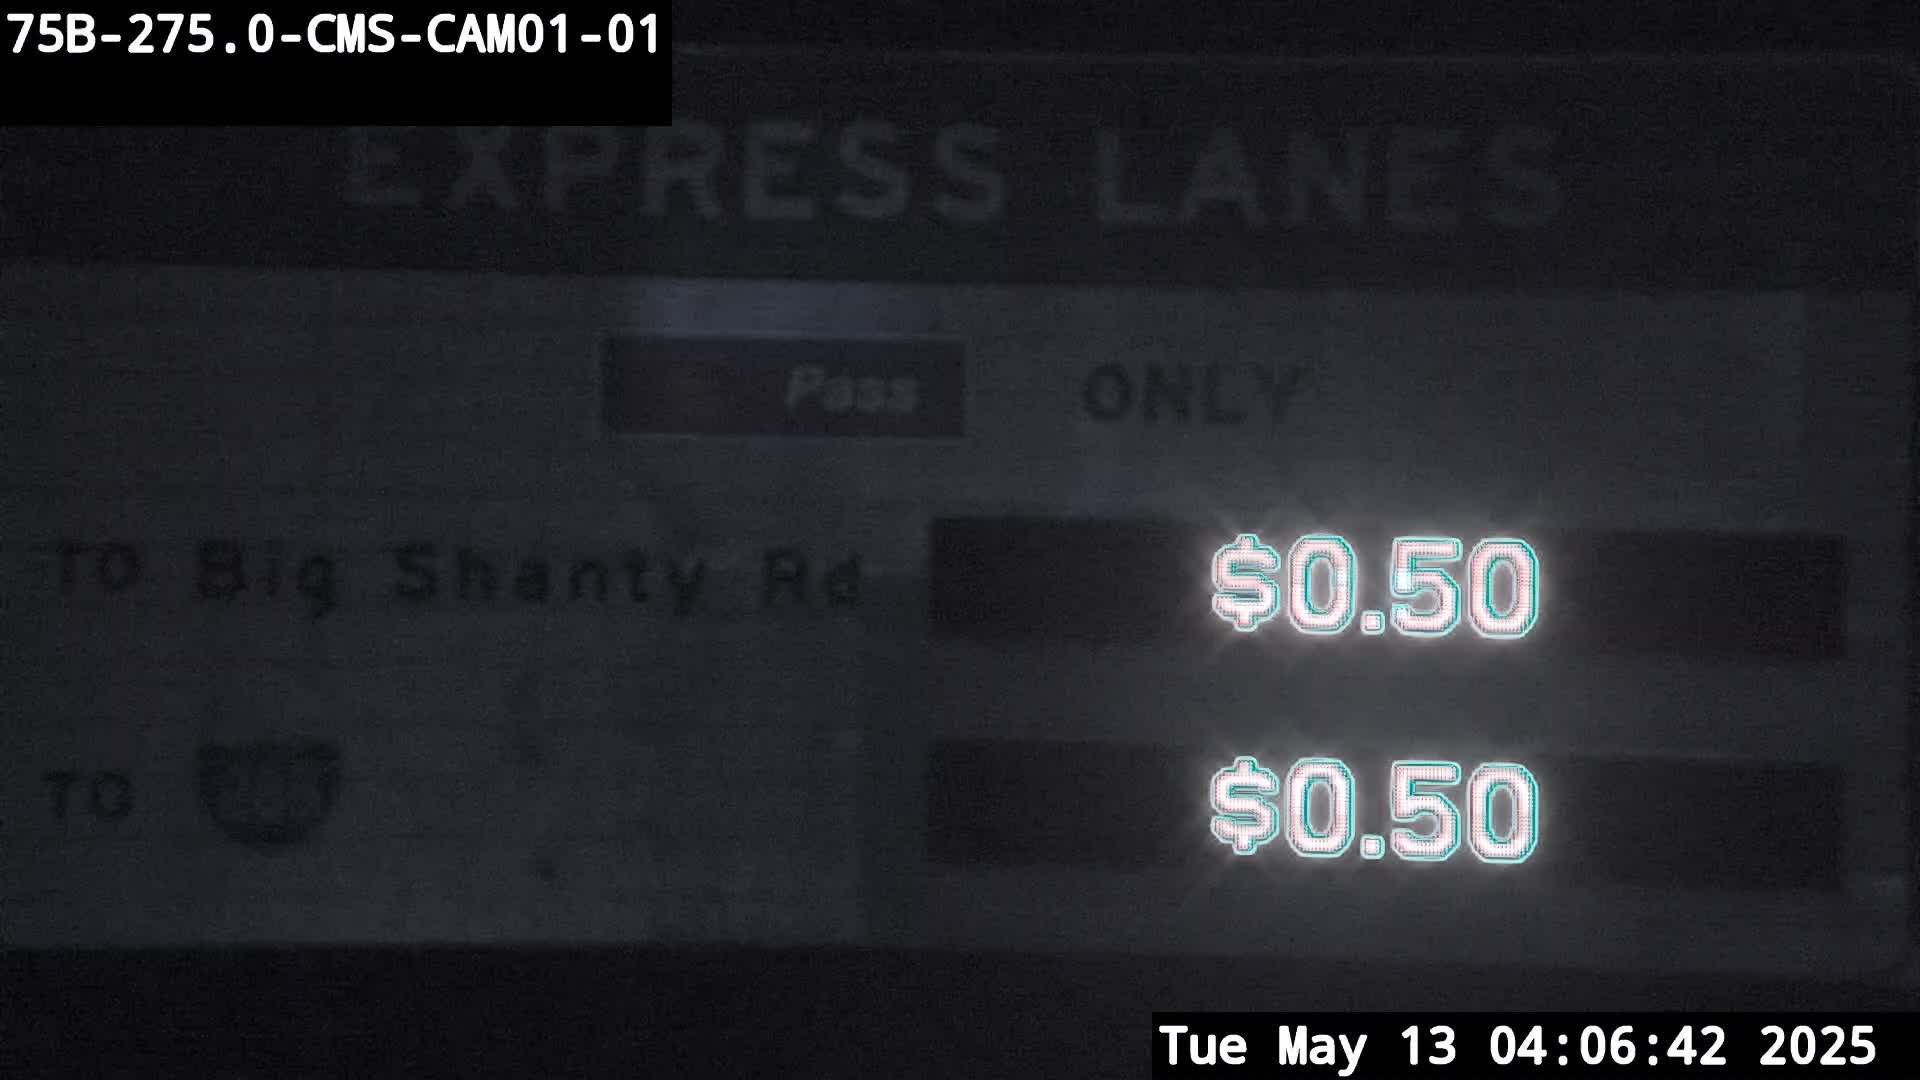 75B-275.0-CMS-CAM01-01
EXPRESS LANES
Pass ONLY
TO Big Shanty Rd $0.50
TO $0.50
Tue May 13 04:06:42 2025